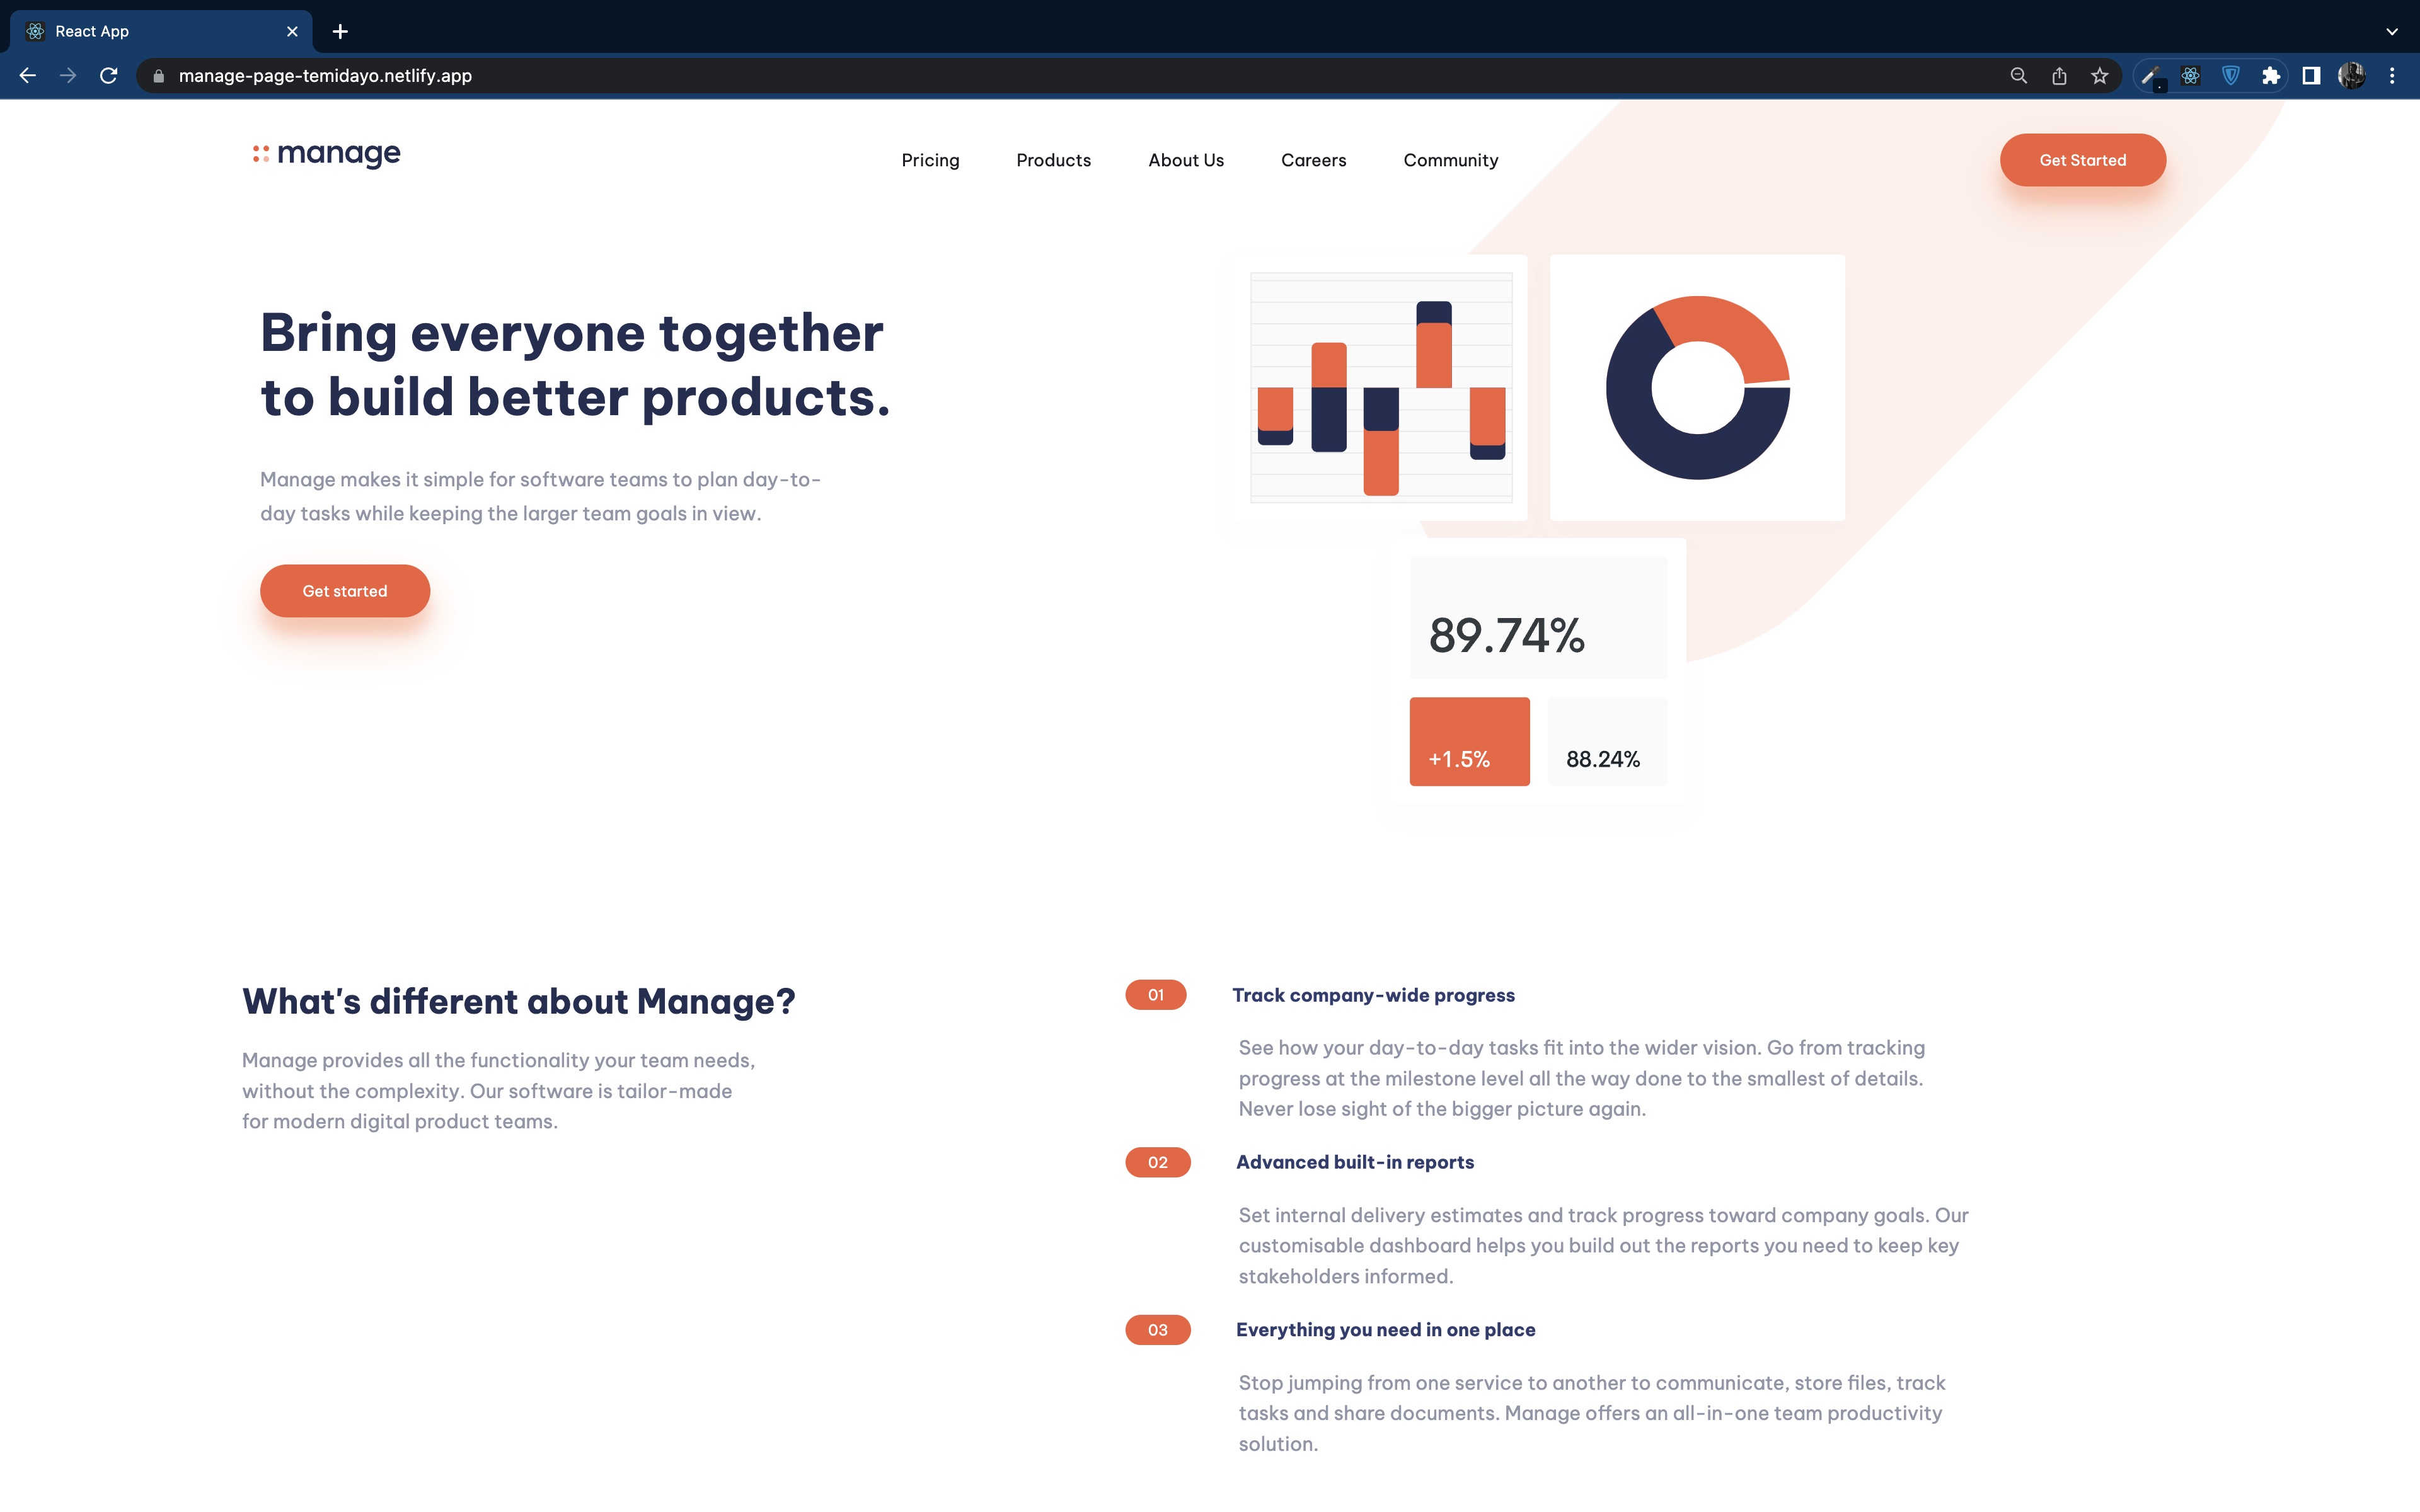 React App
manage-page-temidayo.netlify.app
manage
Pricing
Products
About Us
Careers
Community
Get Started
Bring everyone together
to build better products.
Manage makes it simple for software teams to plan day-to-
day tasks while keeping the larger team goals in view.
Get started
89.74%
+1.5%
88.24%
What's different about Manage?
Manage provides all the functionality your team needs,
without the complexity. Our software is tailor-made
for modern digital product teams.
01
Track company-wide progress
See how your day-to-day tasks fit into the wider vision. Go from tracking
progress at the milestone level all the way done to the smallest of details.
Never lose sight of the bigger picture again.
02
Advanced built-in reports
Set internal delivery estimates and track progress toward company goals. Our
customisable dashboard helps you build out the reports you need to keep key
stakeholders informed.
03
Everything you need in one place
Stop jumping from one service to another to communicate, store files, track
tasks and share documents. Manage offers an all-in-one team productivity
solution.